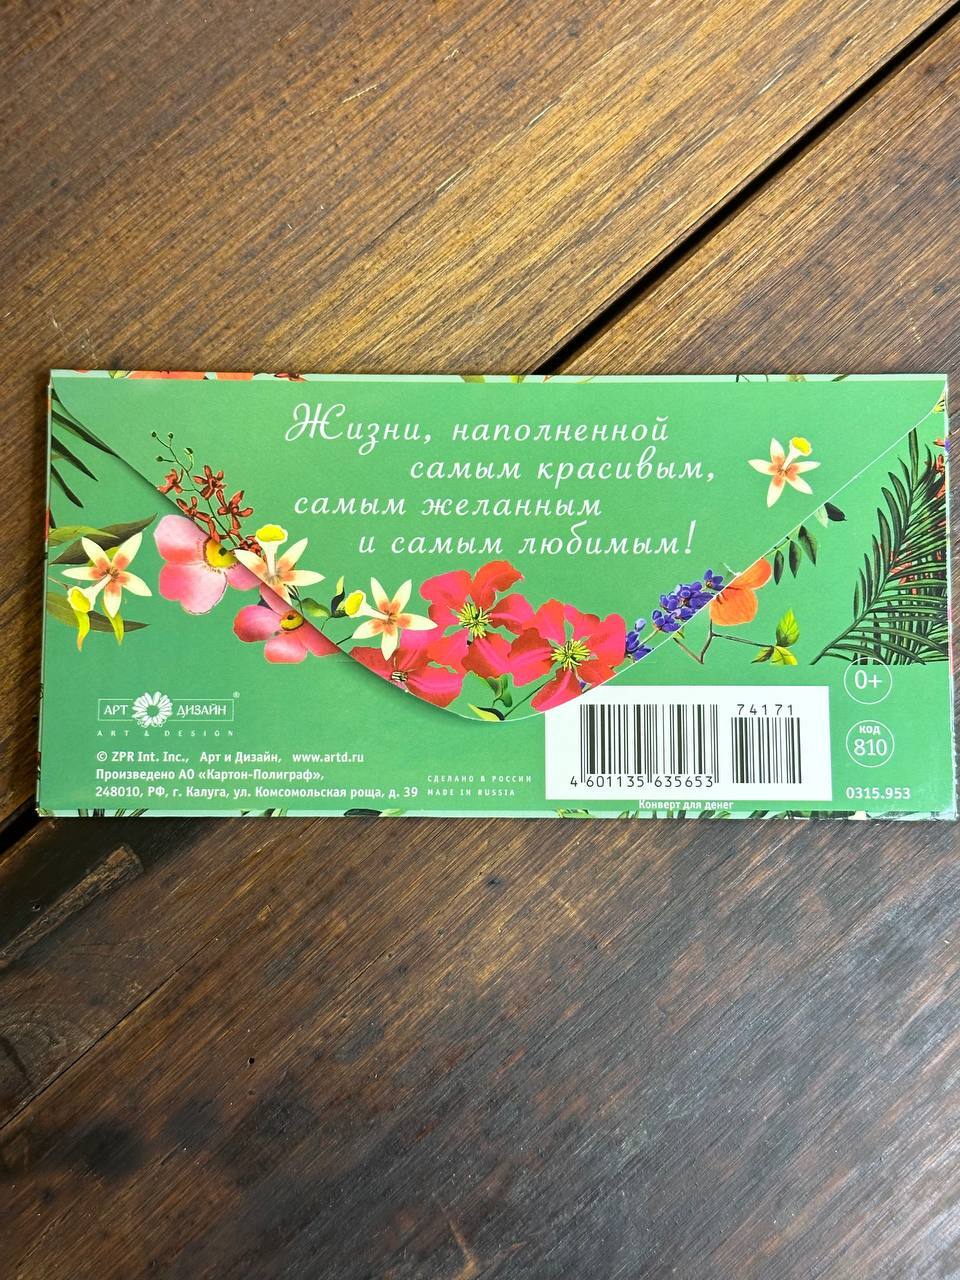 Жизни, наполненной
самым красивым,
самым желанным
и самым любимым!
АРТ ДИЗАЙН ®
ART & DESIGN
© ZPR Int. Inc., Арт и Дизайн, www.artd.ru
Произведено АО «Картон-Полиграф»,
248010, РФ, г. Калуга, ул. Комсомольская роща, д. 39
СДЕЛАНО В РОССИИ
MADE IN RUSSIA
74171
4 601135 635653
Конверт для денег
0+
код
810
0315.953